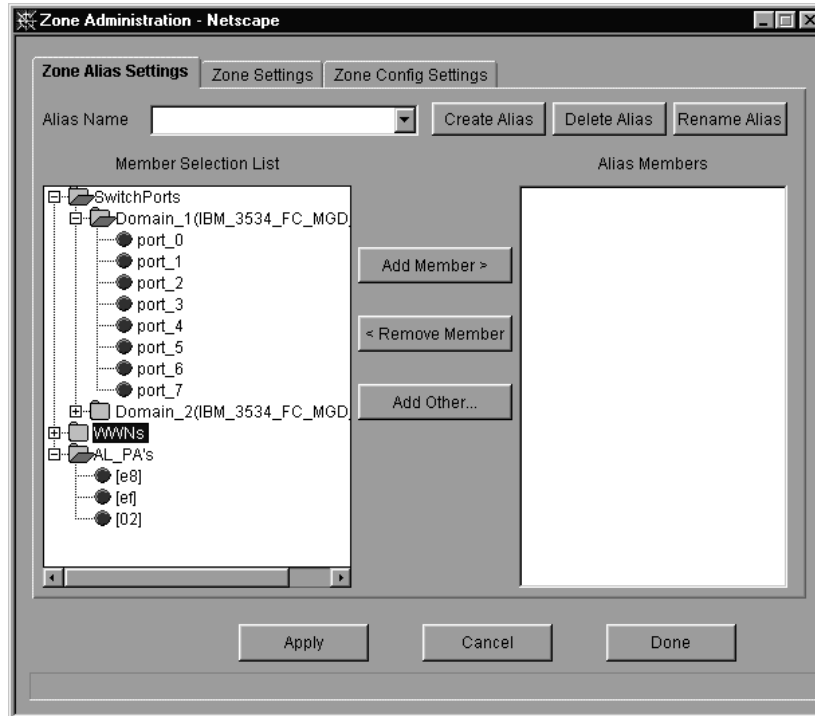 Zone Administration - Netscape
Zone Alias Settings
Zone Settings
Zone Config Settings
Alias Name
Create Alias
Delete Alias
Rename Alias
Member Selection List
Alias Members
SwitchPorts
Domain_1(IBM_3534_FC_MGD_
port_0
port_1
port_2
port_3
port_4
port_5
port_6
port_7
Domain_2(IBM_3534_FC_MGD_
WWNs
AL_PA's
[e8]
[ef]
[02]
Add Member >
< Remove Member
Add Other...
Apply
Cancel
Done